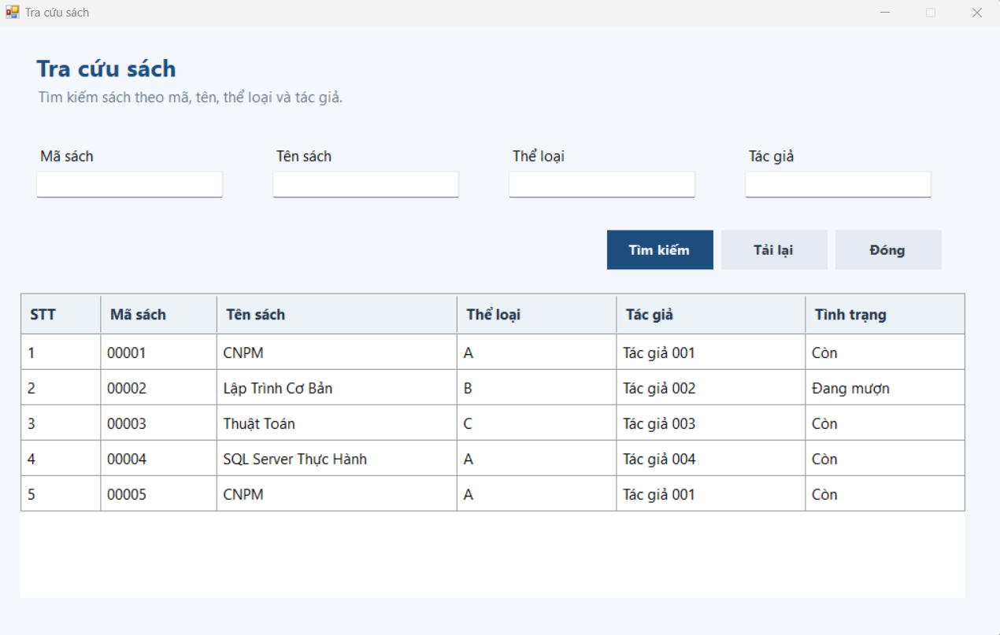 Tra cứu sách
Tra cứu sách
Tìm kiếm sách theo mã, tên, thể loại và tác giả.
Mã sách Tên sách Thể loại Tác giả
Tìm kiếm Tải lại Đóng
STT Mã sách Tên sách Thể loại Tác giả Tình trạng
1 00001 CNPM A Tác giả 001 Còn
2 00002 Lập Trình Cơ Bản B Tác giả 002 Đang mượn
3 00003 Thuật Toán C Tác giả 003 Còn
4 00004 SQL Server Thực Hành A Tác giả 004 Còn
5 00005 CNPM A Tác giả 001 Còn